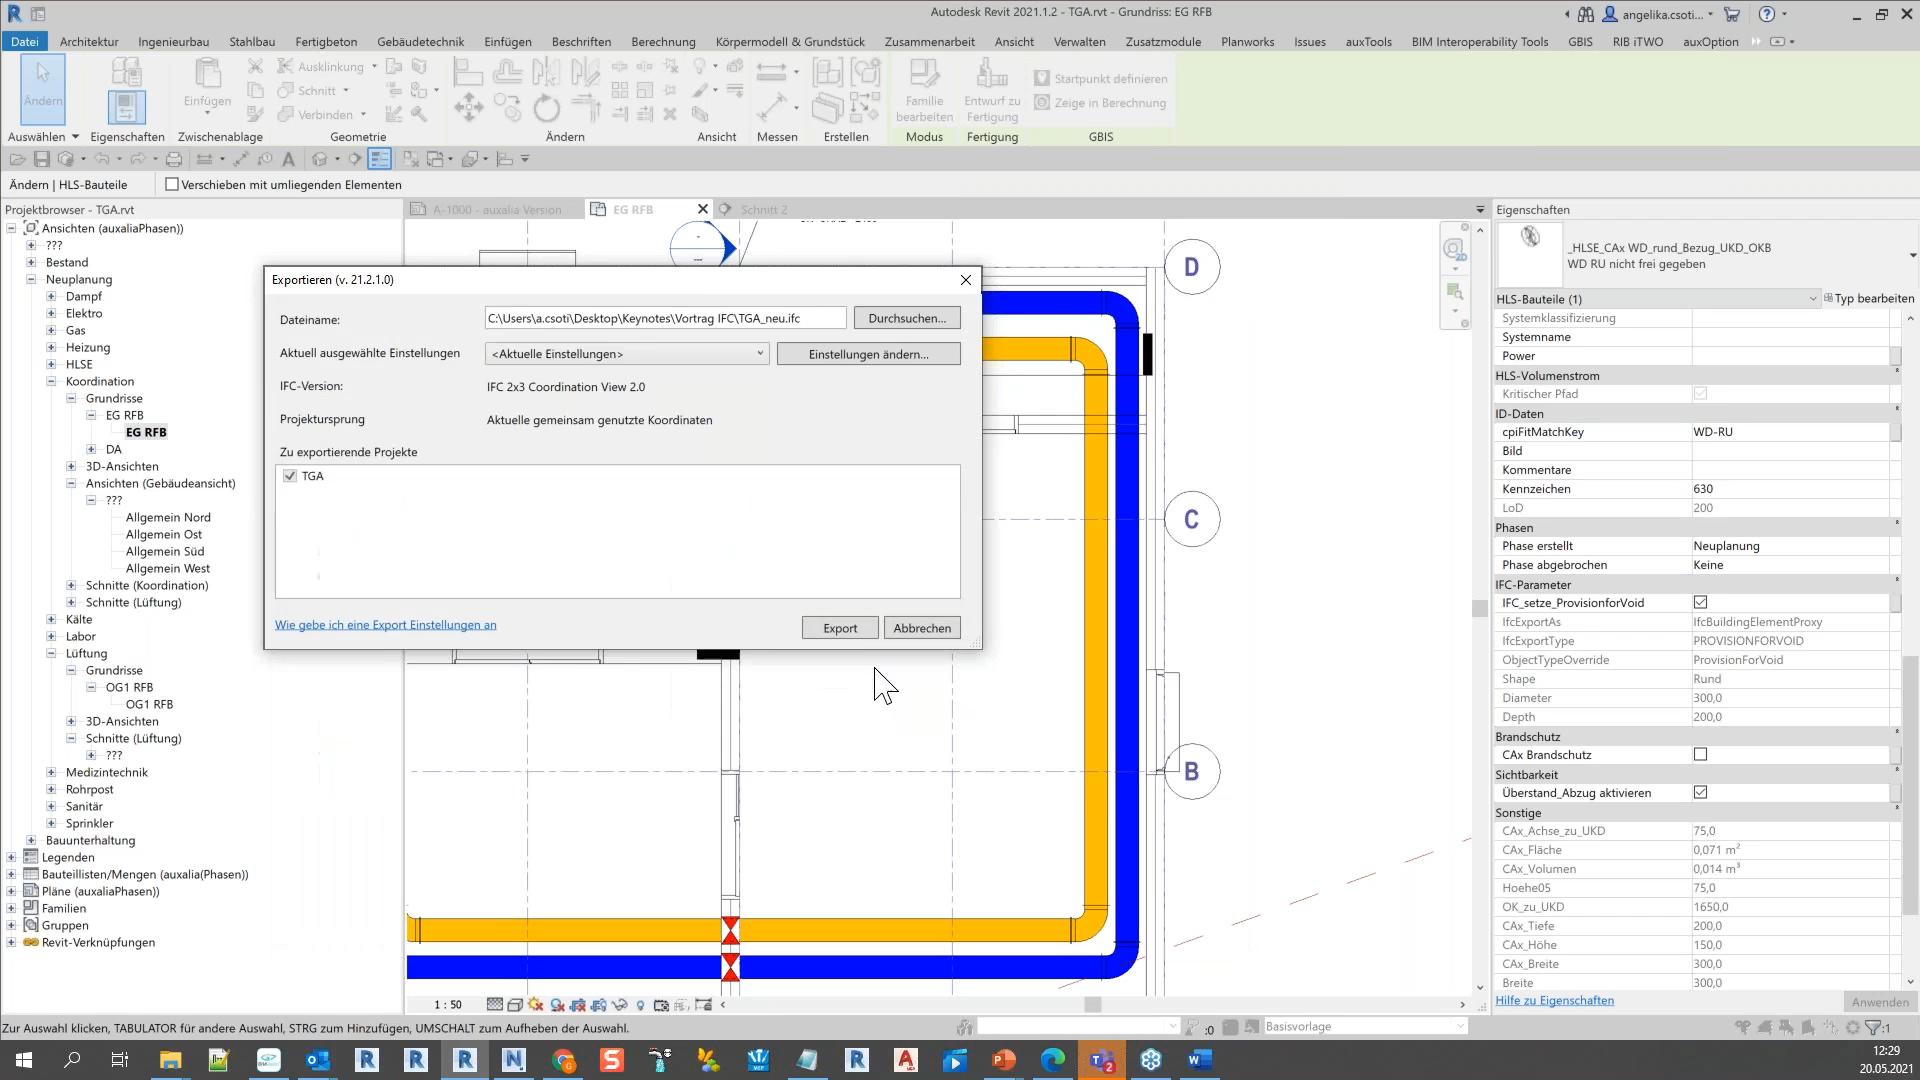 Autodesk Revit 2021.1.2 - TGA.rvt - Grundriss: EG RFB
angelika.csoti...
Datei Architektur Ingenieurbau Stahlbau Fertigbeton Gebäudetechnik Einfügen Beschriften Berechnung Körpermodell & Grundstück Zusammenarbeit Ansicht Verwalten Zusatzmodule Planworks Issues auxTools BIM Interoperability Tools GBIS RIB iTWO auxOption
Ausklinkung
Schnitt
Verbinden
Ändern
Einfügen
Familie bearbeiten
Entwurf zu Fertigung
Startpunkt definieren
Zeige in Berechnung
Auswählen Eigenschaften Zwischenablage Geometrie Ändern Ansicht Messen Erstellen Modus Fertigung GBIS
Ändern | HLS-Bauteile
Verschieben mit umliegenden Elementen
Projektbrowser - TGA.rvt
A-1000 - auxalia Version
EG RFB
Schnitt 2
Ansichten (auxaliaPhasen))
???
Bestand
Neuplanung
Dampf
Elektro
Gas
Heizung
HLSE
Koordination
Grundrisse
EG RFB
EG RFB
DA
3D-Ansichten
Ansichten (Gebäudeansicht)
???
Allgemein Nord
Allgemein Ost
Allgemein Süd
Allgemein West
Schnitte (Koordination)
Schnitte (Lüftung)
Kälte
Labor
Lüftung
Grundrisse
OG1 RFB
OG1 RFB
3D-Ansichten
Schnitte (Lüftung)
???
Medizintechnik
Rohrpost
Sanitär
Sprinkler
Bauunterhaltung
Legenden
Bauteillisten/Mengen (auxalia(Phasen))
Pläne (auxaliaPhasen))
Familien
Gruppen
Revit-Verknüpfungen
Exportieren (v. 21.2.1.0)
Dateiname:
C:\Users\a.csoti\Desktop\Keynotes\Vortrag IFC\TGA_neu.ifc
Durchsuchen...
Aktuell ausgewählte Einstellungen
<Aktuelle Einstellungen>
Einstellungen ändern...
IFC-Version:
IFC 2x3 Coordination View 2.0
Projektursprung
Aktuelle gemeinsam genutzte Koordinaten
Zu exportierende Projekte
TGA
Wie gebe ich eine Export Einstellungen an
Export
Abbrechen
D
C
B
1 : 50
Eigenschaften
_HLSE_CAx WD_rund_Bezug_UKD_OKB
WD RU nicht frei gegeben
HLS-Bauteile (1)
Typ bearbeiten
Systemklassifizierung
Systemname
Power
HLS-Volumenstrom
Kritischer Pfad
ID-Daten
cpiFitMatchKey WD-RU
Bild
Kommentare
Kennzeichen 630
LoD 200
Phasen
Phase erstellt Neuplanung
Phase abgebrochen Keine
IFC-Parameter
IFC_setze_ProvisionforVoid
IfcExportAs IfcBuildingElementProxy
IfcExportType PROVISIONFORVOID
ObjectTypeOverride ProvisionForVoid
Shape Rund
Diameter 300,0
Depth 200,0
Brandschutz
CAx Brandschutz
Sichtbarkeit
Überstand_Abzug aktivieren
Sonstige
CAx_Achse_zu_UKD 75,0
CAx_Fläche 0,071 m²
CAx_Volumen 0,014 m³
Hoehe05 75,0
OK_zu_UKD 1650,0
CAx_Tiefe 200,0
CAx_Höhe 150,0
CAx_Breite 300,0
Breite 300,0
Hilfe zu Eigenschaften
Anwenden
Zur Auswahl klicken, TABULATOR für andere Auswahl, STRG zum Hinzufügen, UMSCHALT zum Aufheben der Auswahl.
:0
Basisvorlage
:1
12:29
20.05.2021